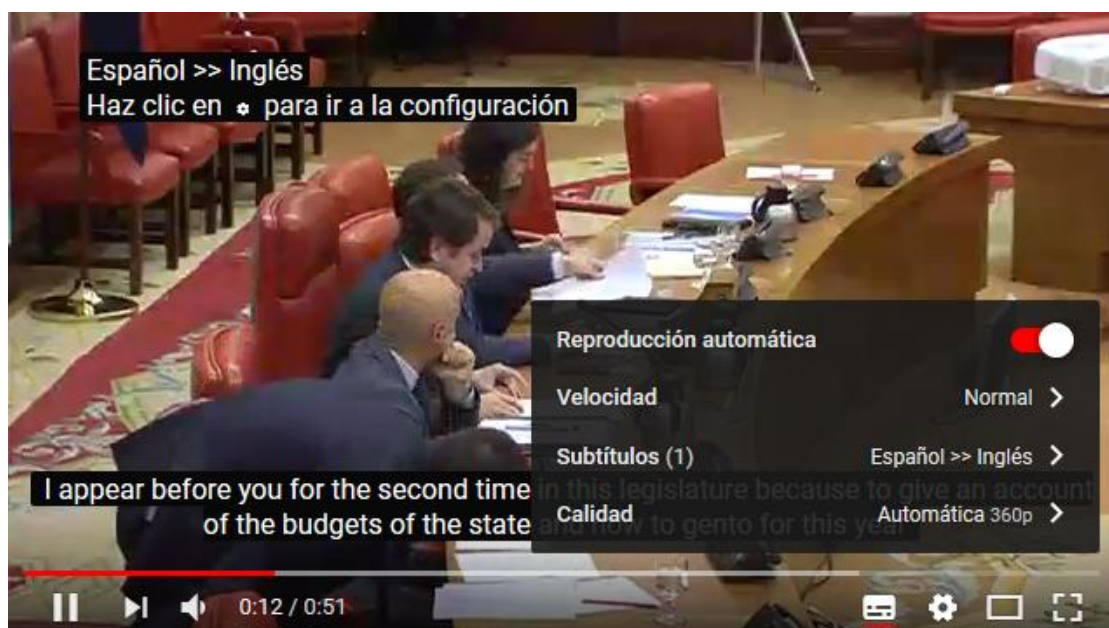 Español >> Inglés
Haz clic en para ir a la configuración
Reproducción automática
Velocidad Normal
Subtítulos (1) Español >> Inglés
Calidad Automática 360p
I appear before you for the second time in this legislature because to give an account
of the budgets of the state and how to gento for this year
0:12 / 0:51